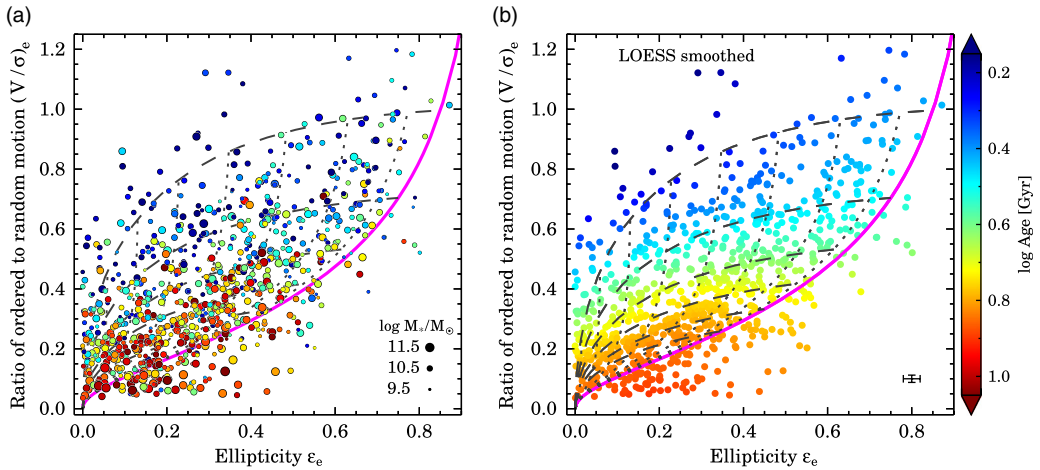 (a)
Ratio of ordered to random motion (V / σ)e
1.2
1.0
0.8
0.6
0.4
0.2
0.0
0.0 0.2 0.4 0.6 0.8
Ellipticity εe
log M*/M⊙
11.5
10.5
9.5
(b)
LOESS smoothed
Ratio of ordered to random motion (V / σ)e
1.2
1.0
0.8
0.6
0.4
0.2
0.0
0.0 0.2 0.4 0.6 0.8
Ellipticity εe
0.2
0.4
0.6
0.8
1.0
log Age [Gyr]